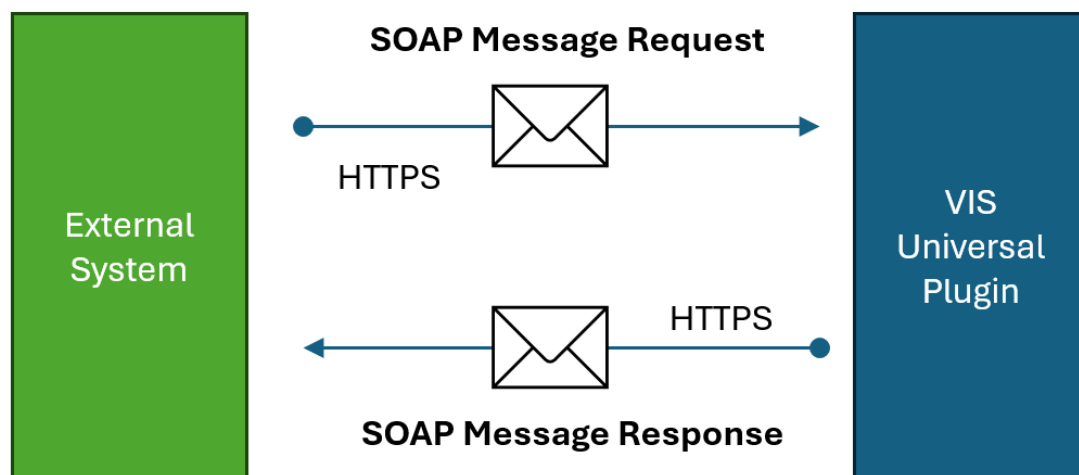 SOAP Message Request
HTTPS
External
System
VIS
Universal
Plugin
HTTPS
SOAP Message Response